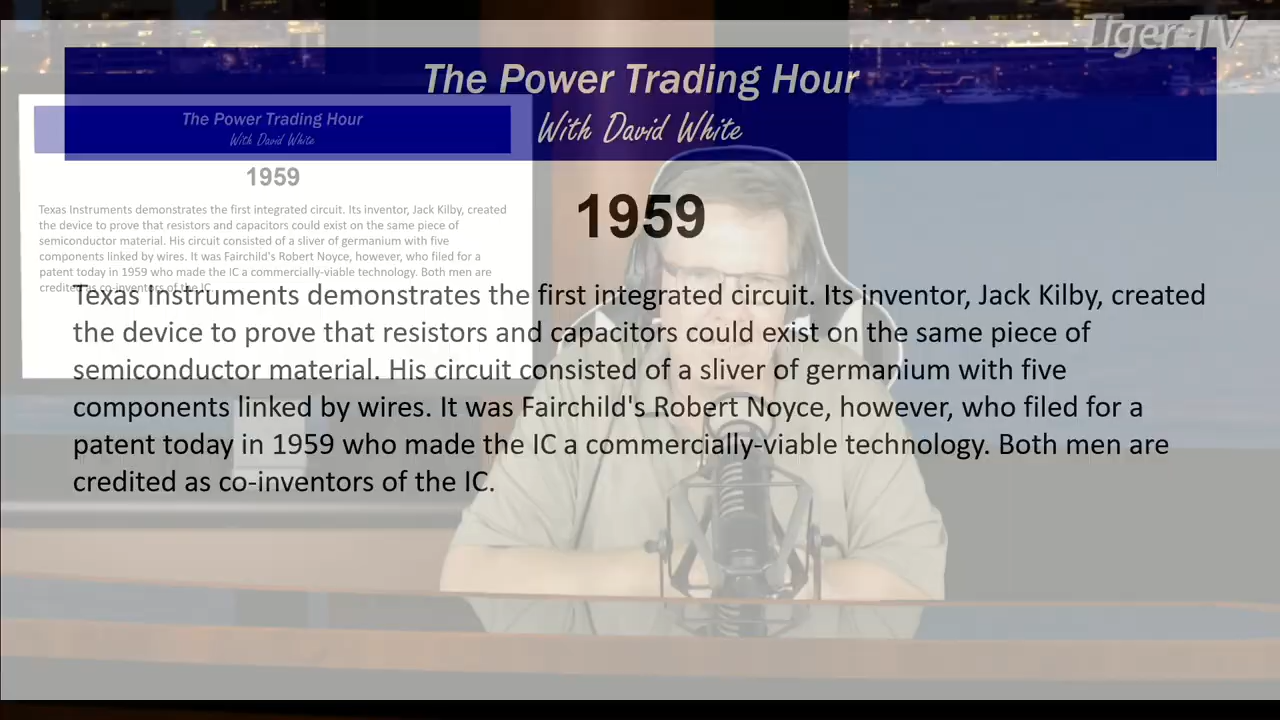 Tiger-TV
The Power Trading Hour
With David White
1959
Texas Instruments demonstrates the first integrated circuit. Its inventor, Jack Kilby, created
the device to prove that resistors and capacitors could exist on the same piece of
semiconductor material. His circuit consisted of a sliver of germanium with five
components linked by wires. It was Fairchild's Robert Noyce, however, who filed for a
patent today in 1959 who made the IC a commercially-viable technology. Both men are
credited as co-inventors of the IC.
The Power Trading Hour
With David White
1959
Texas Instruments demonstrates the first integrated circuit. Its inventor, Jack Kilby, created
the device to prove that resistors and capacitors could exist on the same piece of
semiconductor material. His circuit consisted of a sliver of germanium with five
components linked by wires. It was Fairchild's Robert Noyce, however, who filed for a
patent today in 1959 who made the IC a commercially-viable technology. Both men are
credited as co-inventors of the IC.